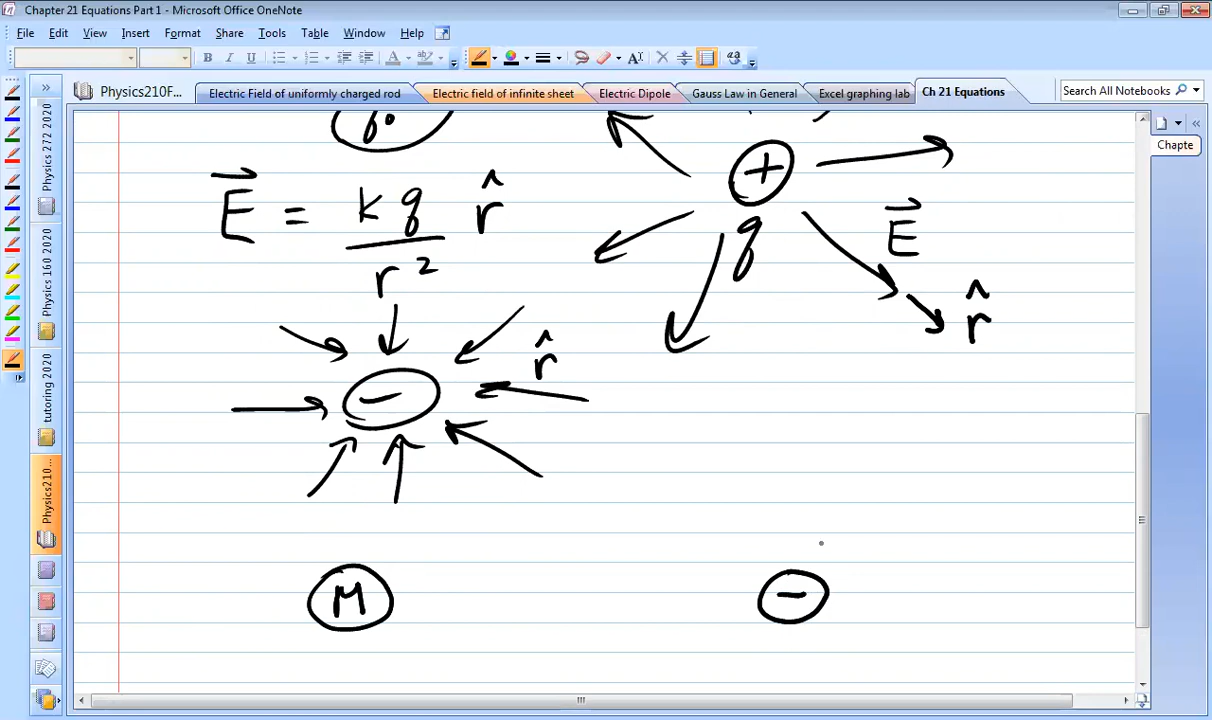 Chapter 21 Equations Part 1 - Microsoft Office OneNote
File Edit View Insert Format Share Tools Table Window Help
B I U A ab
Physics210F... Electric Field of uniformly charged rod Electric field of infinite sheet Electric Dipole Gauss Law in General Excel graphing lab Ch 21 Equations Search All Notebooks
Chapte
Physics 272 2020
Physics 160 2020
tutoring 2020
Physics210...
q₀
+
E⃗ = kq/r² r̂
q
E⃗
r̂
r̂
−
M −